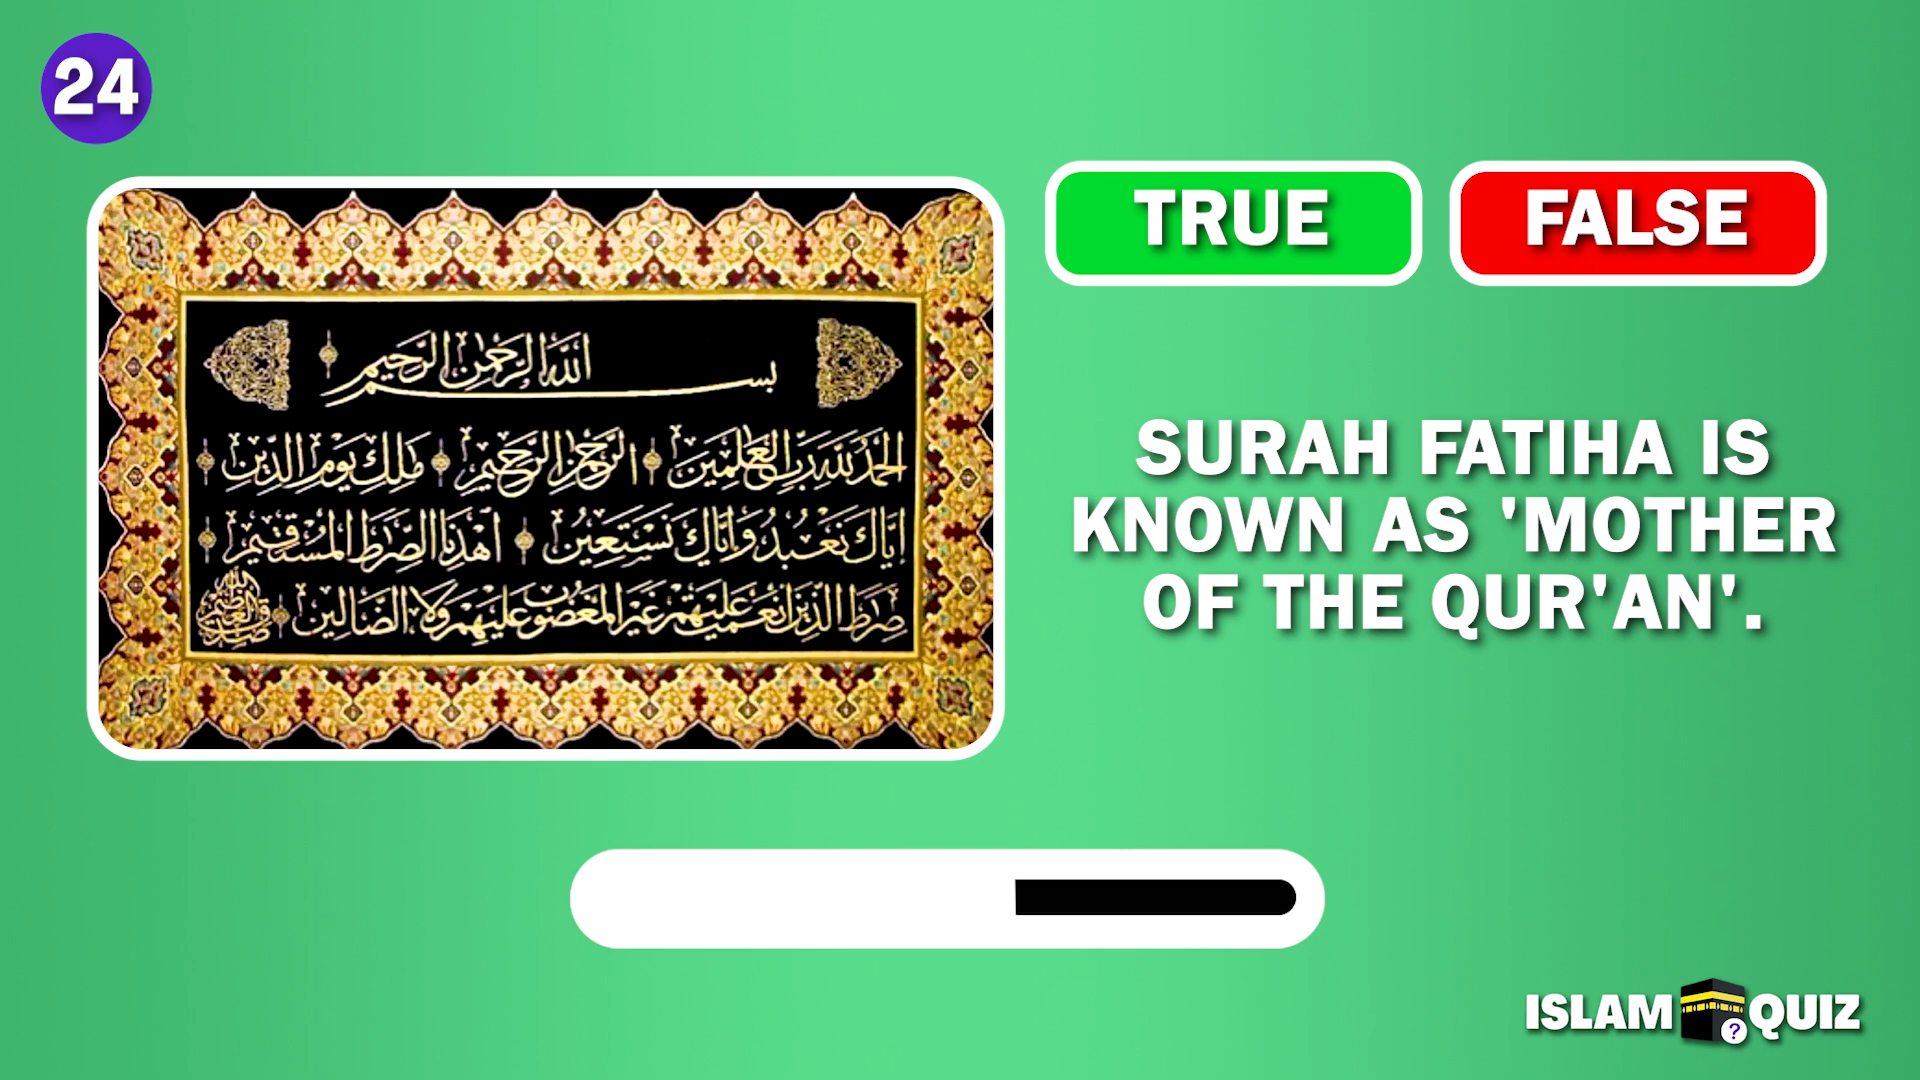 24
TRUE
FALSE
بسم الله الرحمن الرحيم
الحمد لله رب العلمين الرحمن الرحيم ملك يوم الدين
إياك نعبد وإياك نستعين اهدنا الصرط المستقيم
صرط الذين أنعمت عليهم غير المغضوب عليهم ولا الضالين
SURAH FATIHA IS
KNOWN AS 'MOTHER
OF THE QUR'AN'.
ISLAM QUIZ
?